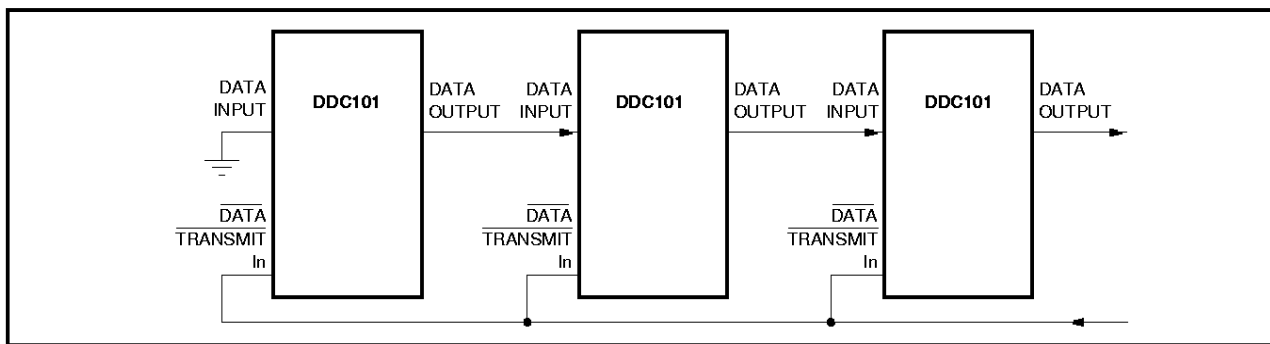 DATA
INPUT
DDC101
DATA
OUTPUT
DATA
TRANSMIT
In
DATA
INPUT
DDC101
DATA
OUTPUT
DATA
TRANSMIT
In
DATA
INPUT
DDC101
DATA
OUTPUT
DATA
TRANSMIT
In